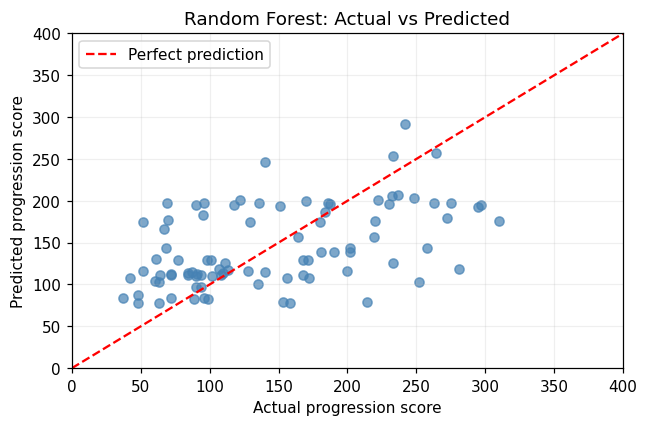 Random Forest: Actual vs Predicted
Perfect prediction
400
350
300
250
200
150
100
50
0
Predicted progression score
0 50 100 150 200 250 300 350 400
Actual progression score